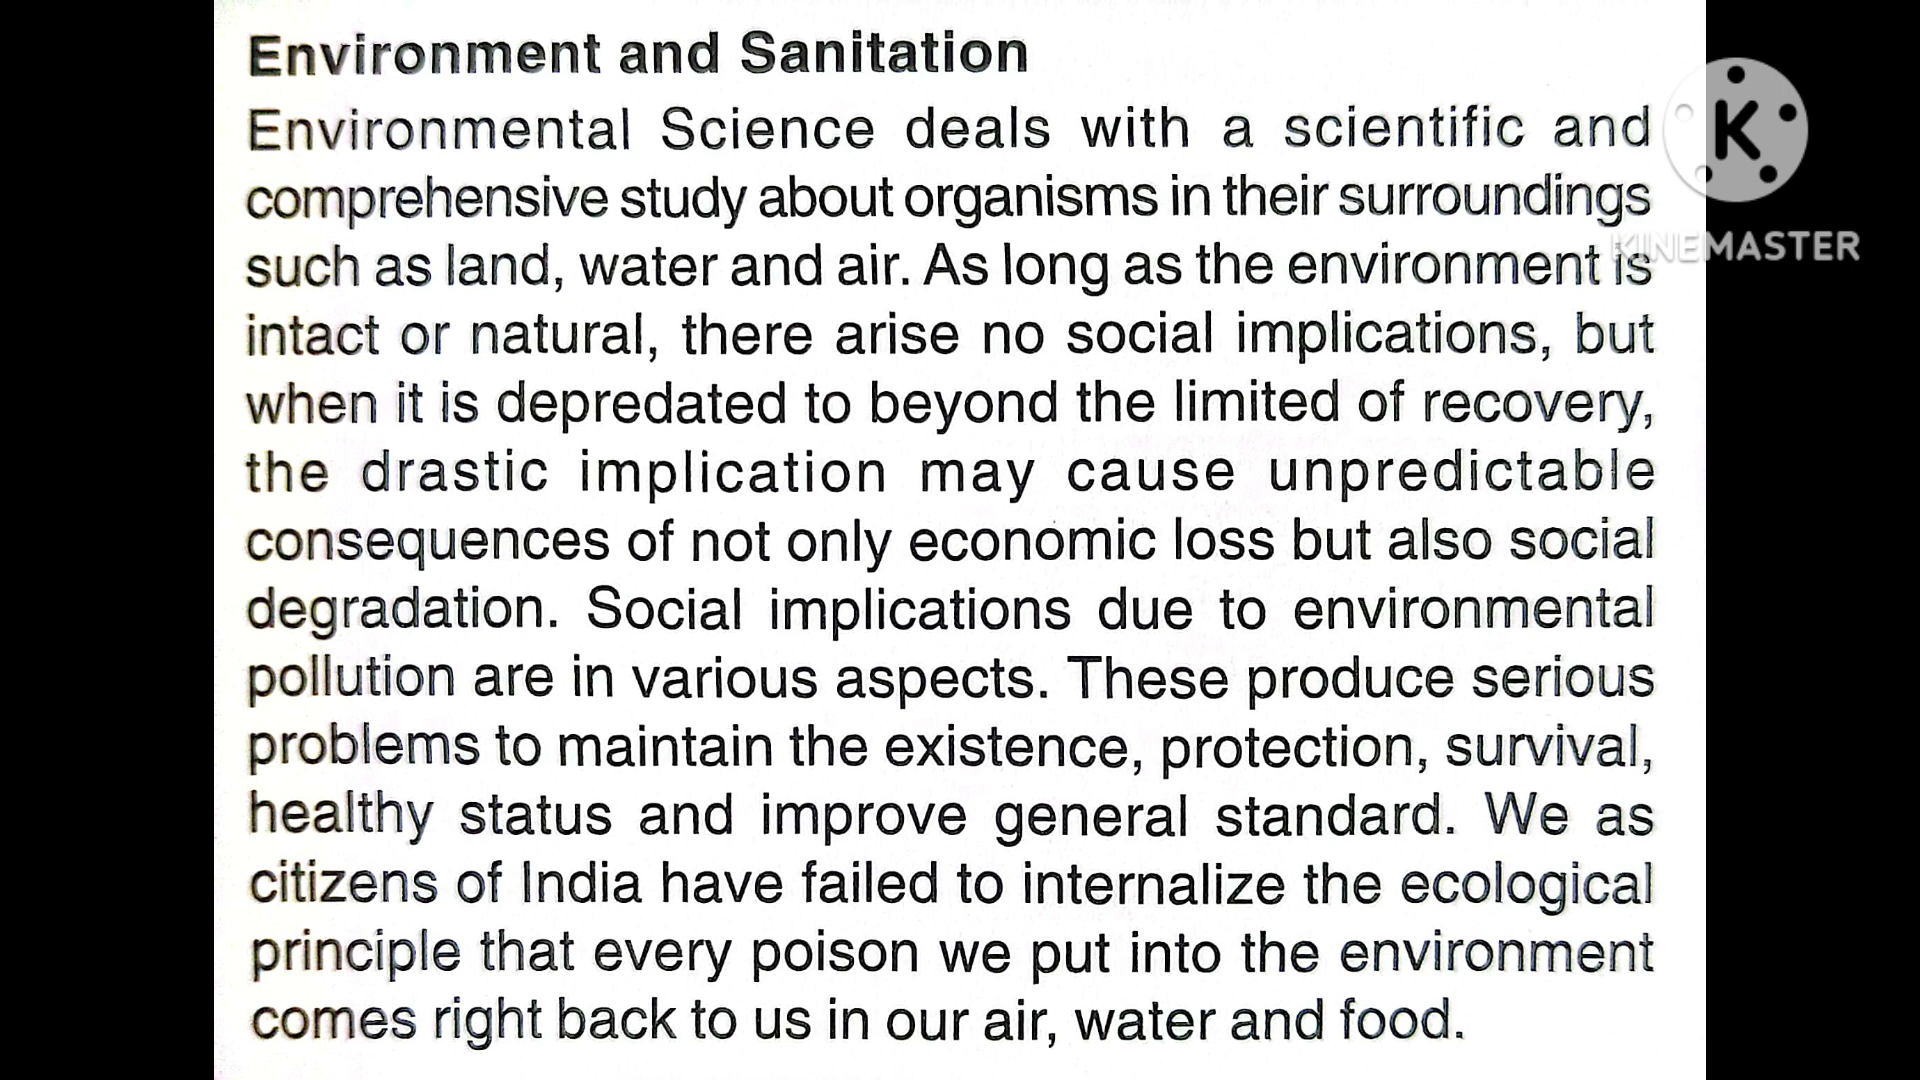 Environment and Sanitation
Environmental Science deals with a scientific and
comprehensive study about organisms in their surroundings
such as land, water and air. As long as the environment is
intact or natural, there arise no social implications, but
when it is depredated to beyond the limited of recovery,
the drastic implication may cause unpredictable
consequences of not only economic loss but also social
degradation. Social implications due to environmental
pollution are in various aspects. These produce serious
problems to maintain the existence, protection, survival,
healthy status and improve general standard. We as
citizens of India have failed to internalize the ecological
principle that every poison we put into the environment
comes right back to us in our air, water and food.
K
KINEMASTER